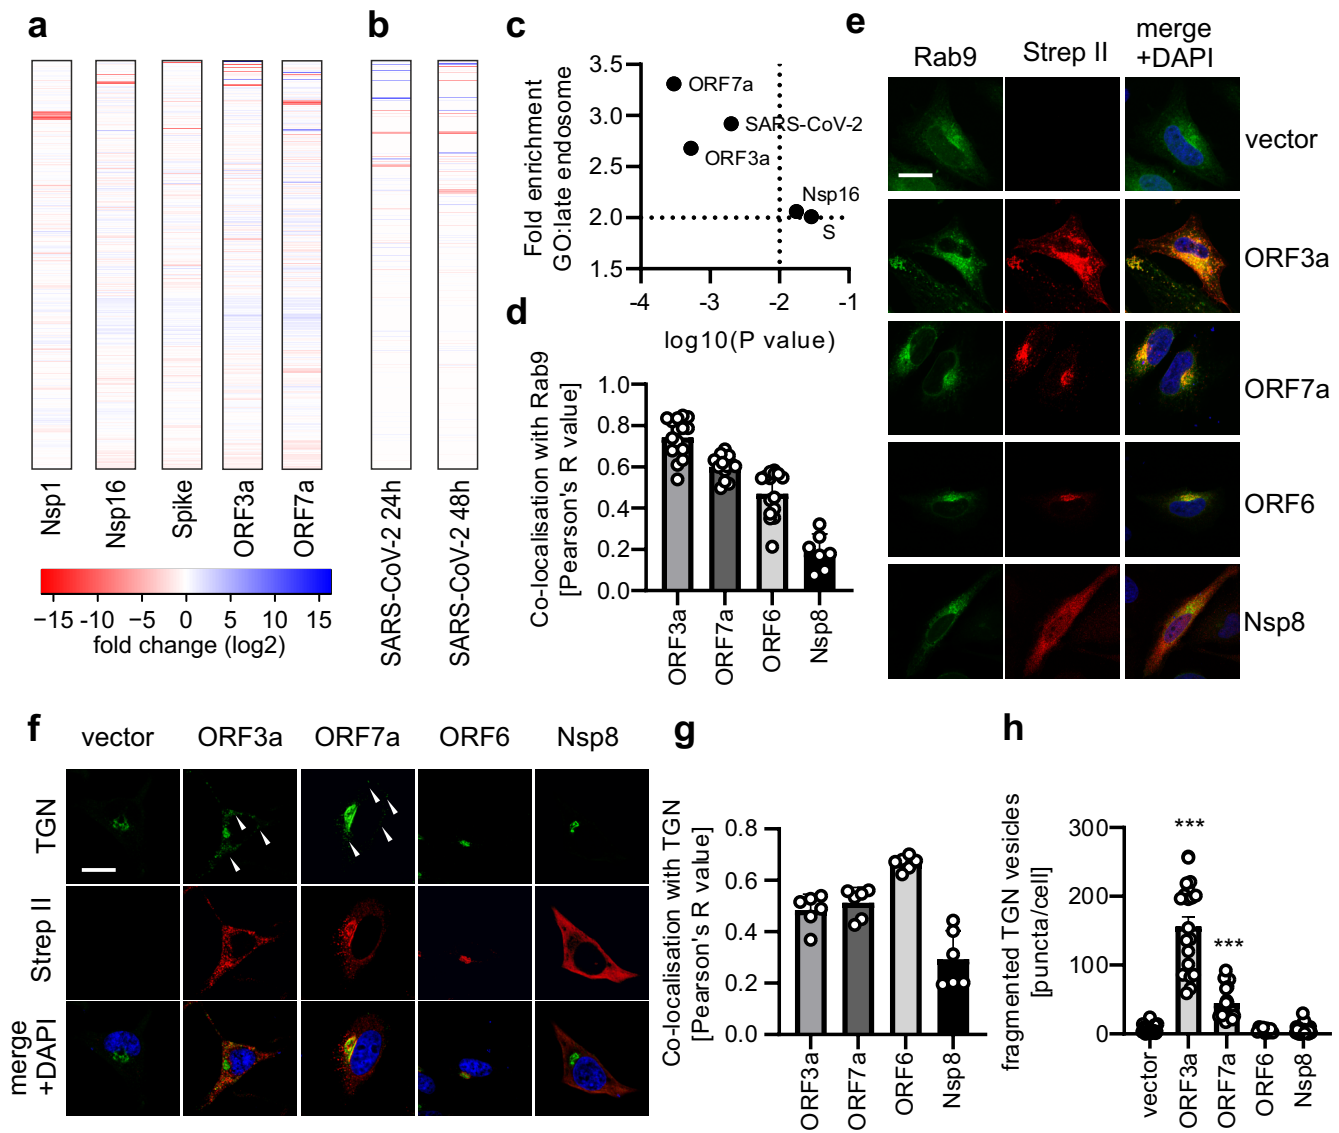 a
Nsp1
Nsp16
Spike
ORF3a
ORF7a
−15 -10 −5 0 5 10 15
fold change (log2)
b
SARS-CoV-2 24h
SARS-CoV-2 48h
c
Fold enrichment
GO:late endosome
3.5
3.0
2.5
2.0
1.5
ORF7a
SARS-CoV-2
ORF3a
Nsp16
S
-4 -3 -2 -1
log10(P value)
d
Co-localisation with Rab9
[Pearson's R value]
1.0
0.8
0.6
0.4
0.2
0.0
ORF3a
ORF7a
ORF6
Nsp8
e
Rab9 Strep II merge
+DAPI
vector
ORF3a
ORF7a
ORF6
Nsp8
f
vector ORF3a ORF7a ORF6 Nsp8
TGN
Strep II
merge
+DAPI
g
Co-localisation with TGN
[Pearson's R value]
0.8
0.6
0.4
0.2
0.0
ORF3a
ORF7a
ORF6
Nsp8
h
fragmented TGN vesicles
[puncta/cell]
300
200
100
0
***
***
vector
ORF3a
ORF7a
ORF6
Nsp8